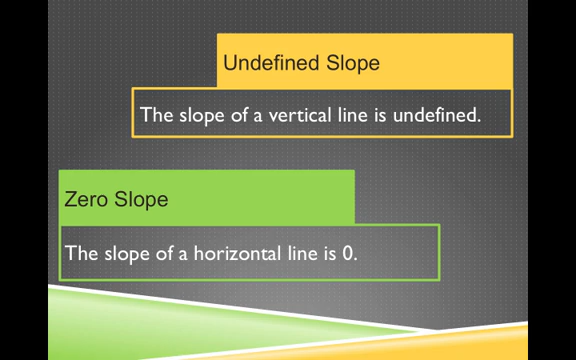 Undefined Slope
The slope of a vertical line is undefined.
Zero Slope
The slope of a horizontal line is 0.